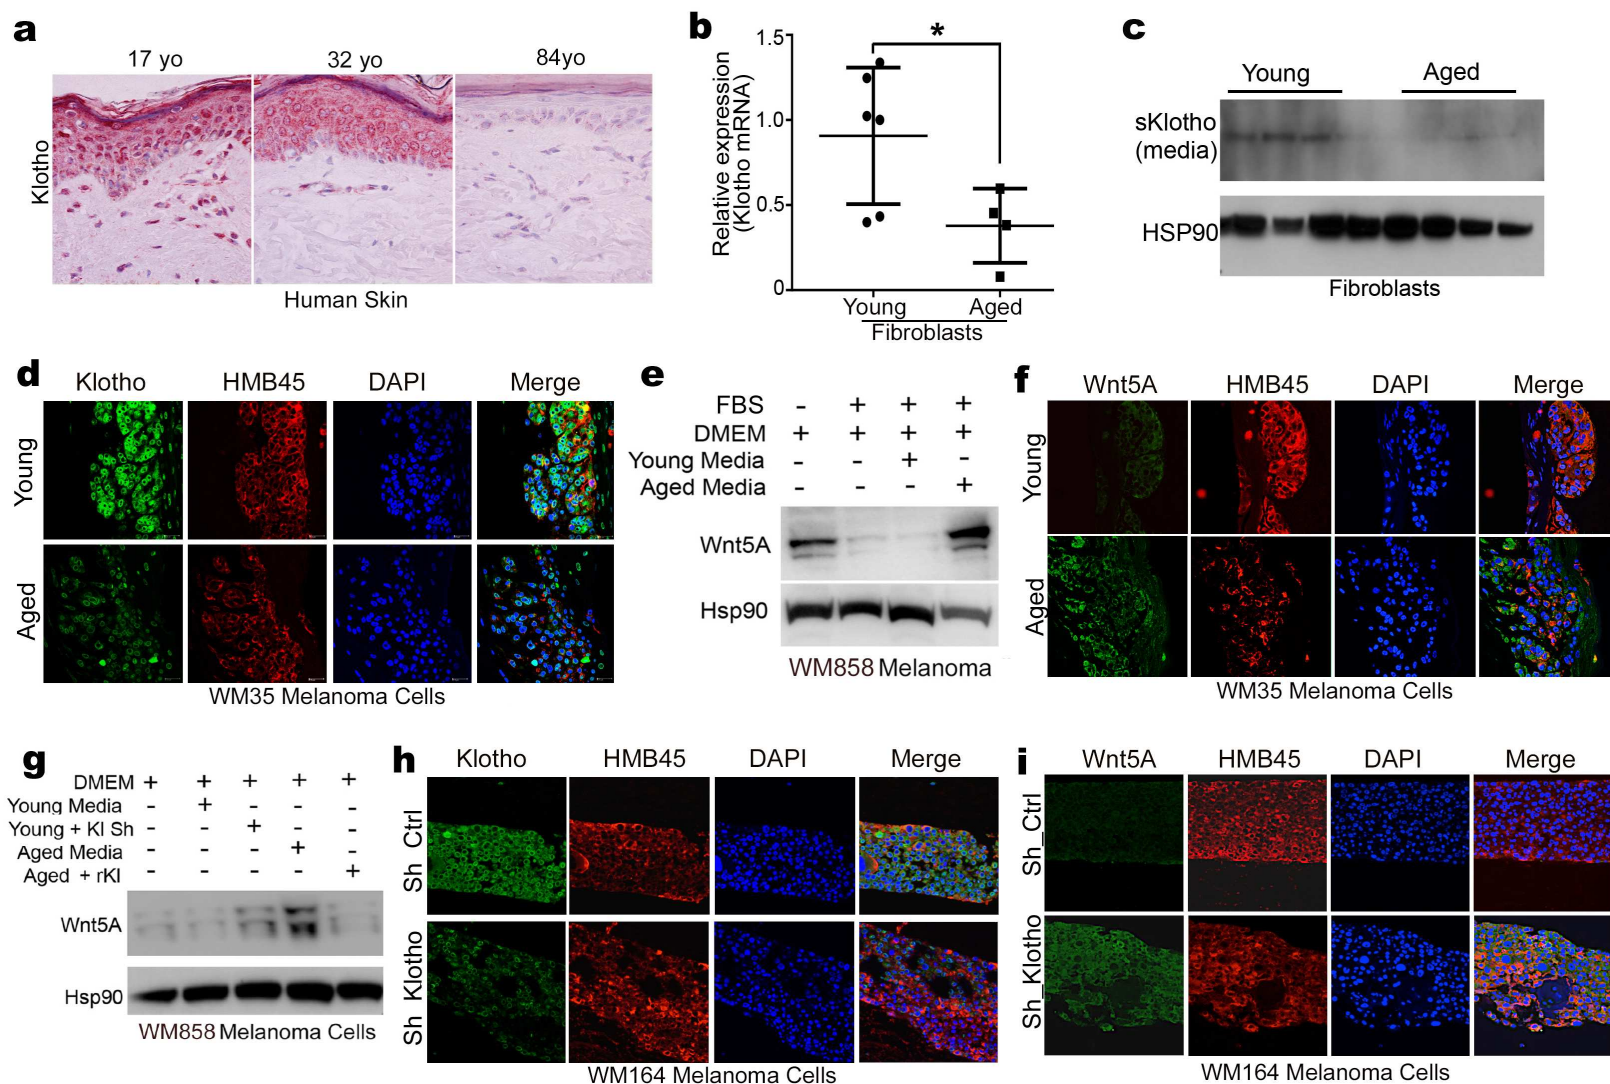 a
17 yo 32 yo 84yo
Klotho
Human Skin
b
1.5
1.0
0.5
0
Relative expression
(Klotho mRNA)
*
Young Aged
Fibroblasts
c
Young Aged
sKlotho
(media)
HSP90
Fibroblasts
d
Klotho HMB45 DAPI Merge
Young
Aged
WM35 Melanoma Cells
e
FBS - + + +
DMEM + + + +
Young Media - - + -
Aged Media - - - +
Wnt5A
Hsp90
WM858 Melanoma
f
Wnt5A HMB45 DAPI Merge
Young
Aged
WM35 Melanoma Cells
g
DMEM + + + + +
Young Media - + - - -
Young + Kl Sh - - + - -
Aged Media - - - + -
Aged + rKl - - - - +
Wnt5A
Hsp90
WM858 Melanoma Cells
h
Klotho HMB45 DAPI Merge
Sh Ctrl
Sh Klotho
WM164 Melanoma Cells
i
Wnt5A HMB45 DAPI Merge
Sh_Ctrl
Sh_Klotho
WM164 Melanoma Cells